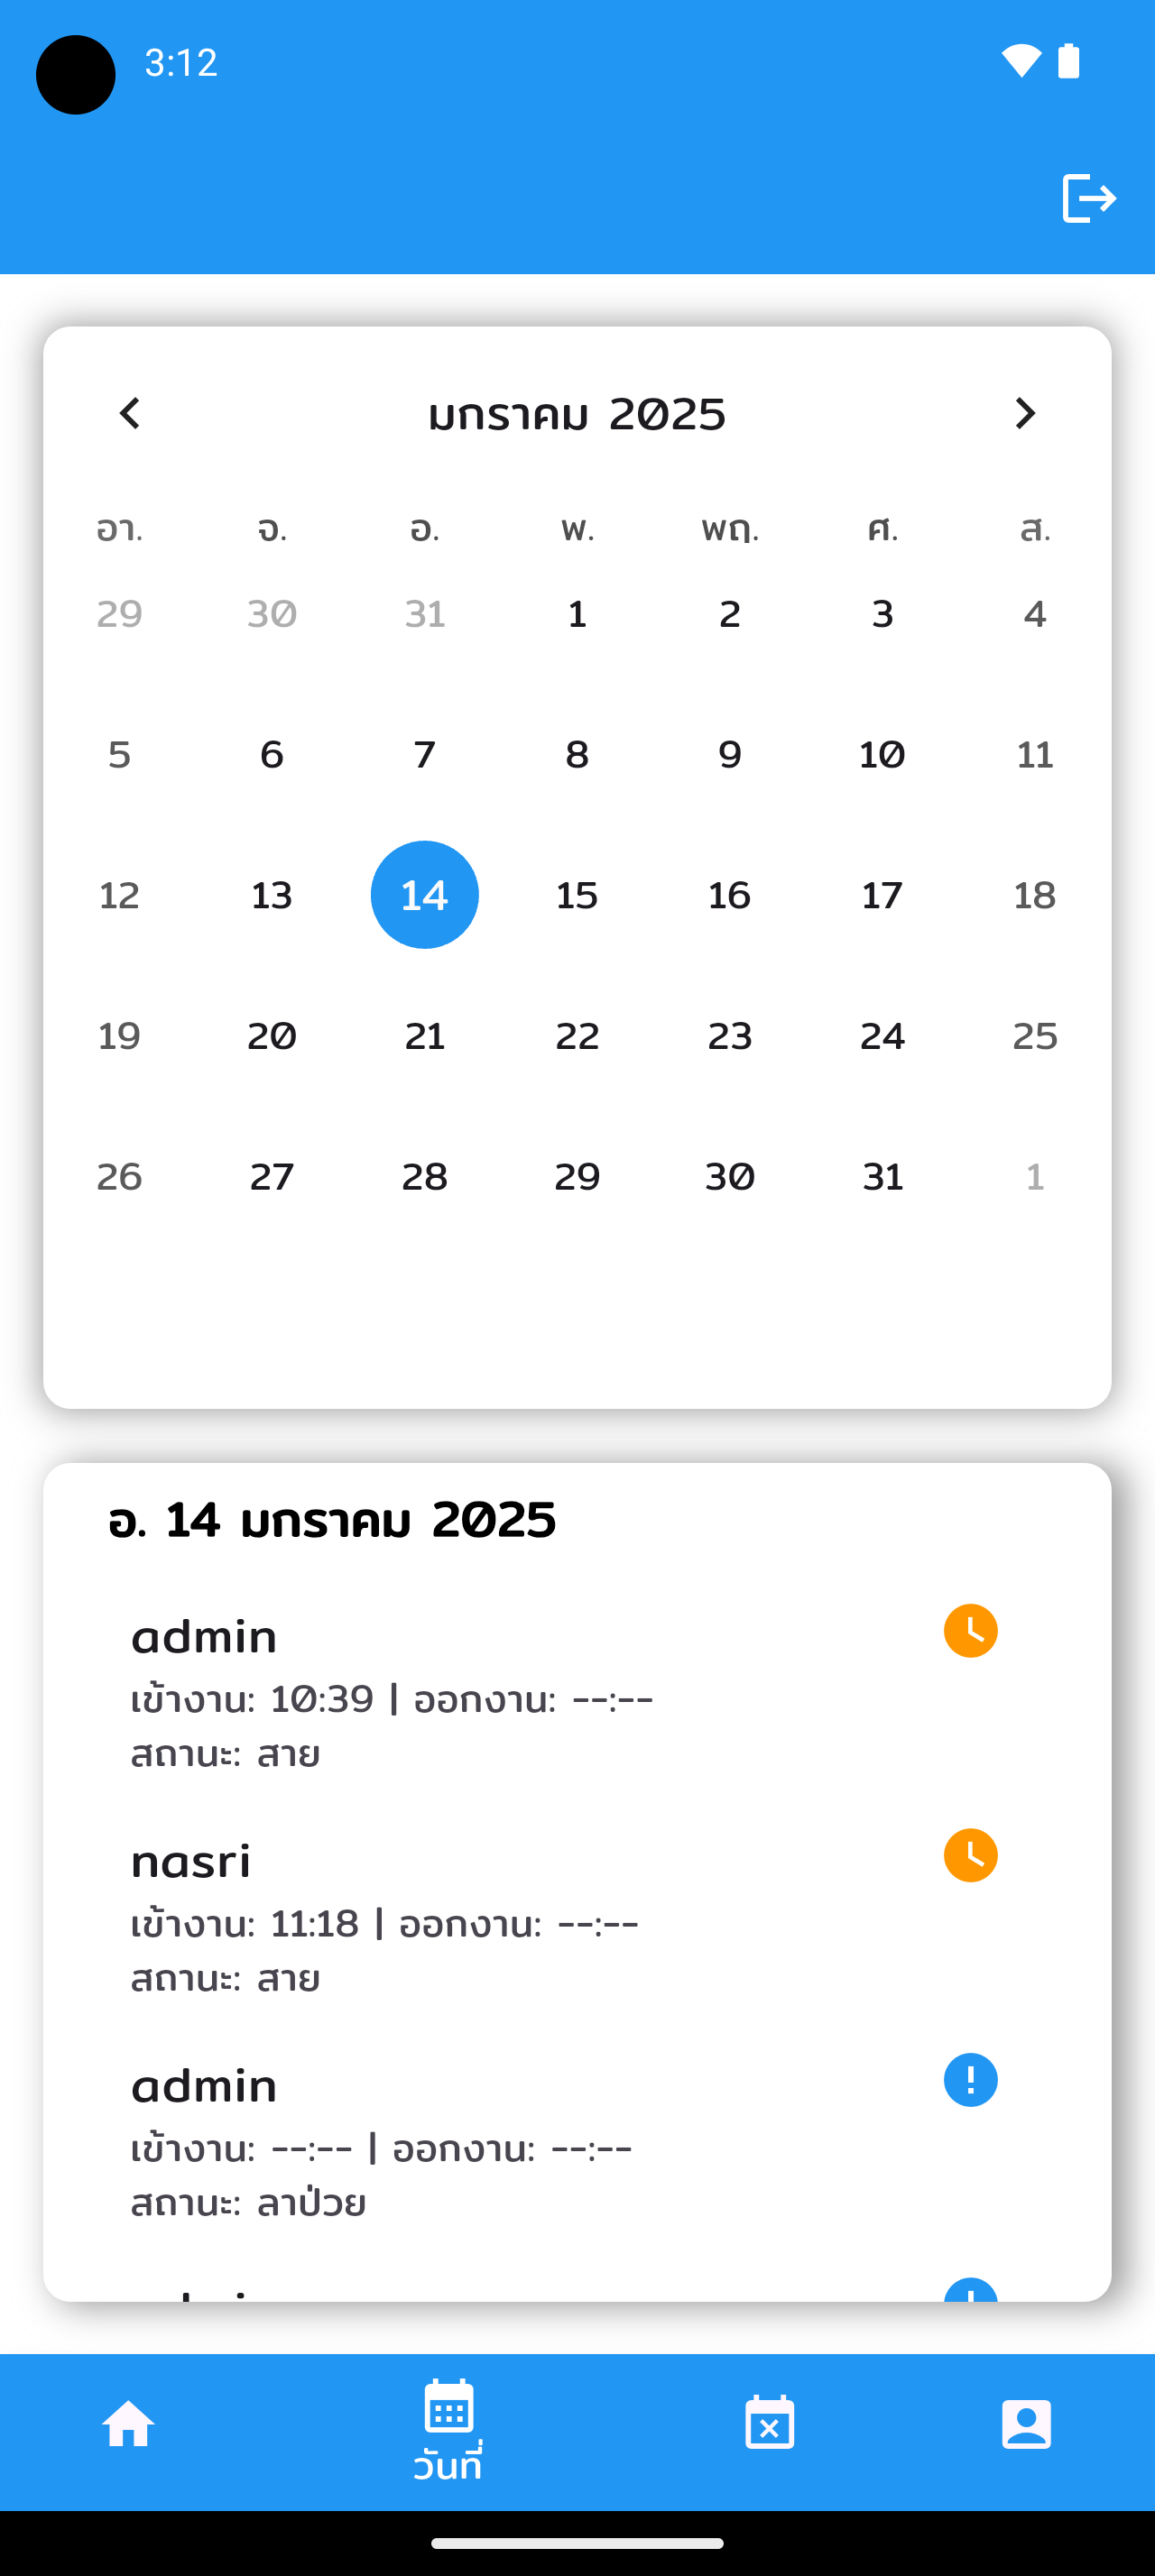 3:12
มกราคม 2025
อา. จ. อ. พ. พฤ. ศ. ส.
29 30 31 1 2 3 4
5 6 7 8 9 10 11
12 13 14 15 16 17 18
19 20 21 22 23 24 25
26 27 28 29 30 31 1
อ. 14 มกราคม 2025
admin
เข้างาน: 10:39 | ออกงาน: --:--
สถานะ: สาย
nasri
เข้างาน: 11:18 | ออกงาน: --:--
สถานะ: สาย
admin
เข้างาน: --:-- | ออกงาน: --:--
สถานะ: ลาป่วย
วันที่